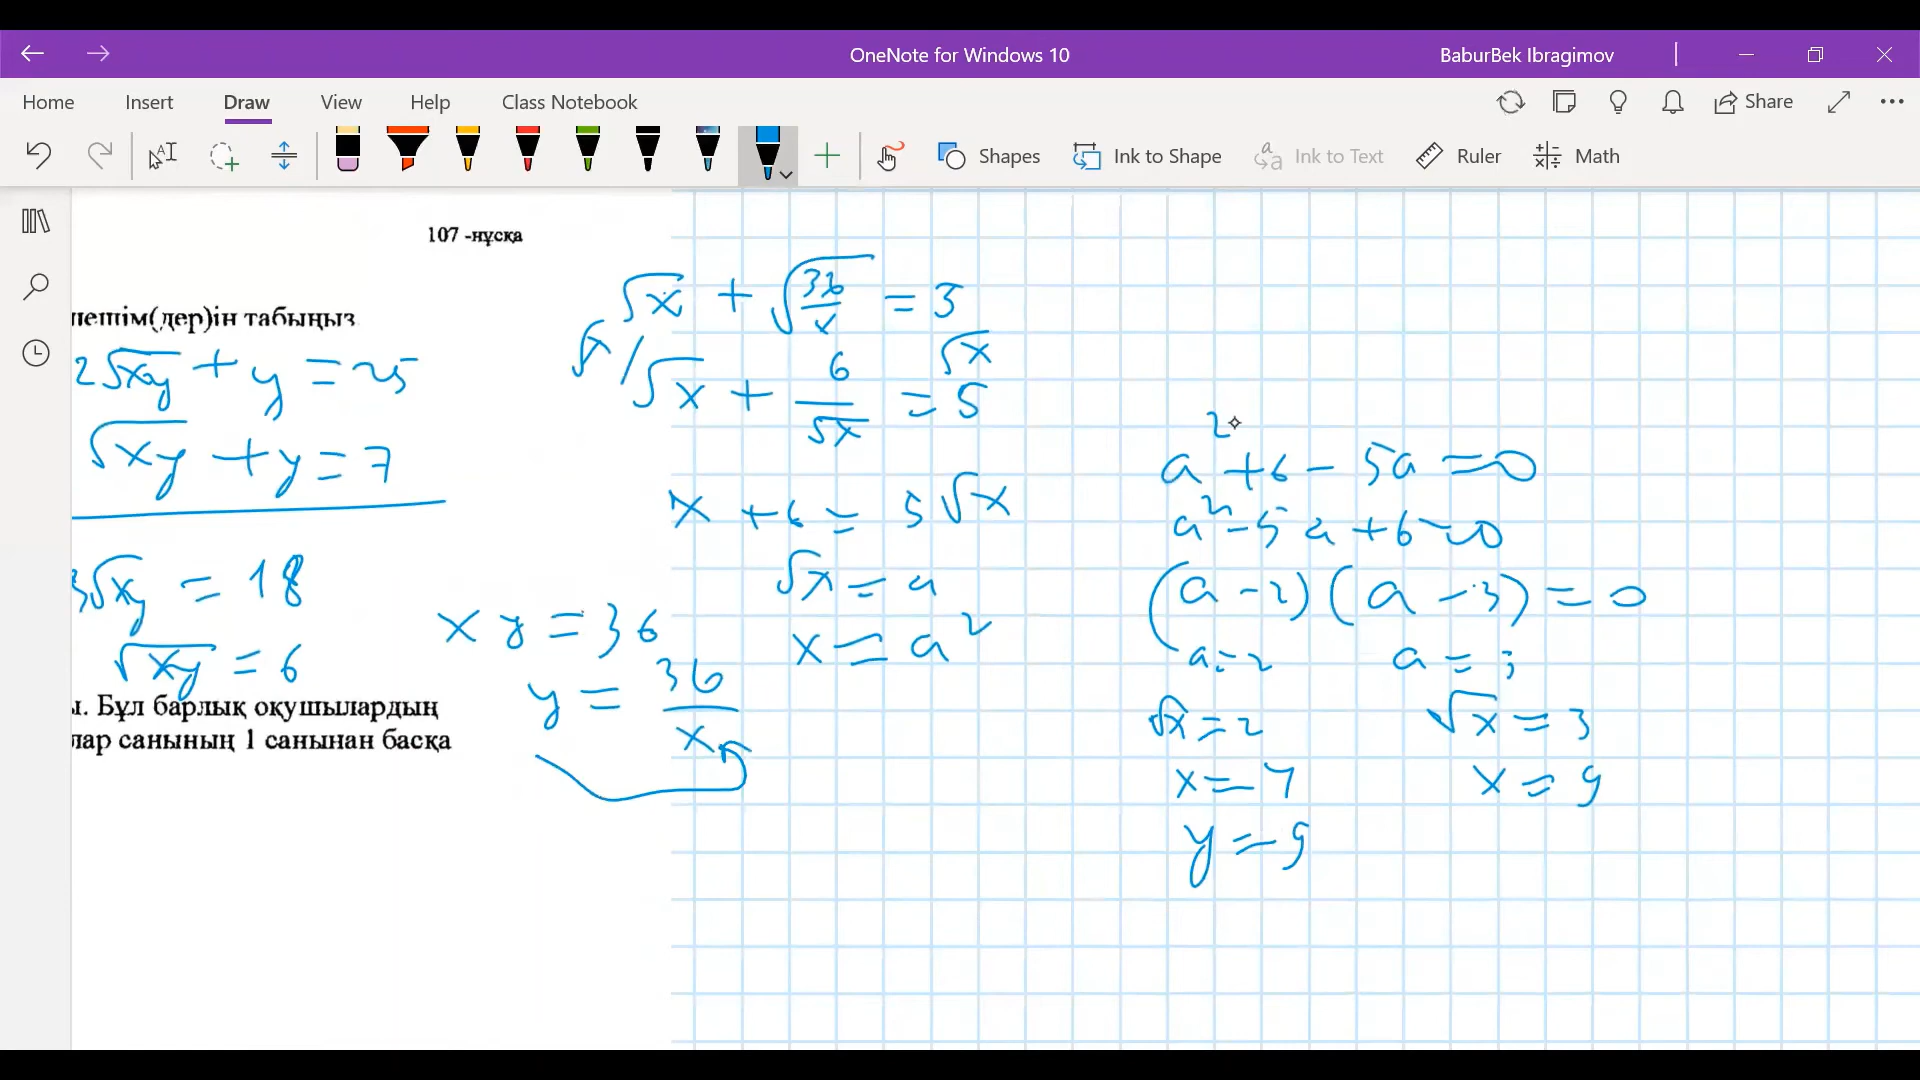 OneNote for Windows 10
BaburBek Ibragimov
Home Insert Draw View Help Class Notebook
Share
Shapes Ink to Shape Ink to Text Ruler Math
107 -нұсқа
шешім(дер)ін табыңыз
2√xy + y = 25
√xy + y = 7
3√xy = 18
√xy = 6
xy = 36
y = 36/x
ы. Бұл барлық оқушылардың
лар санының 1 санынан басқа
√x + √(36/x) = 5
√x / √x + 6/√x = 5 √x
x + 6 = 5√x
√x = a
x = a²
a² + 6 - 5a = 0
a² - 5a + 6 = 0
(a - 2)(a - 3) = 0
a = 2 a = 3
√x = 2 √x = 3
x = 4 x = 9
y = 9